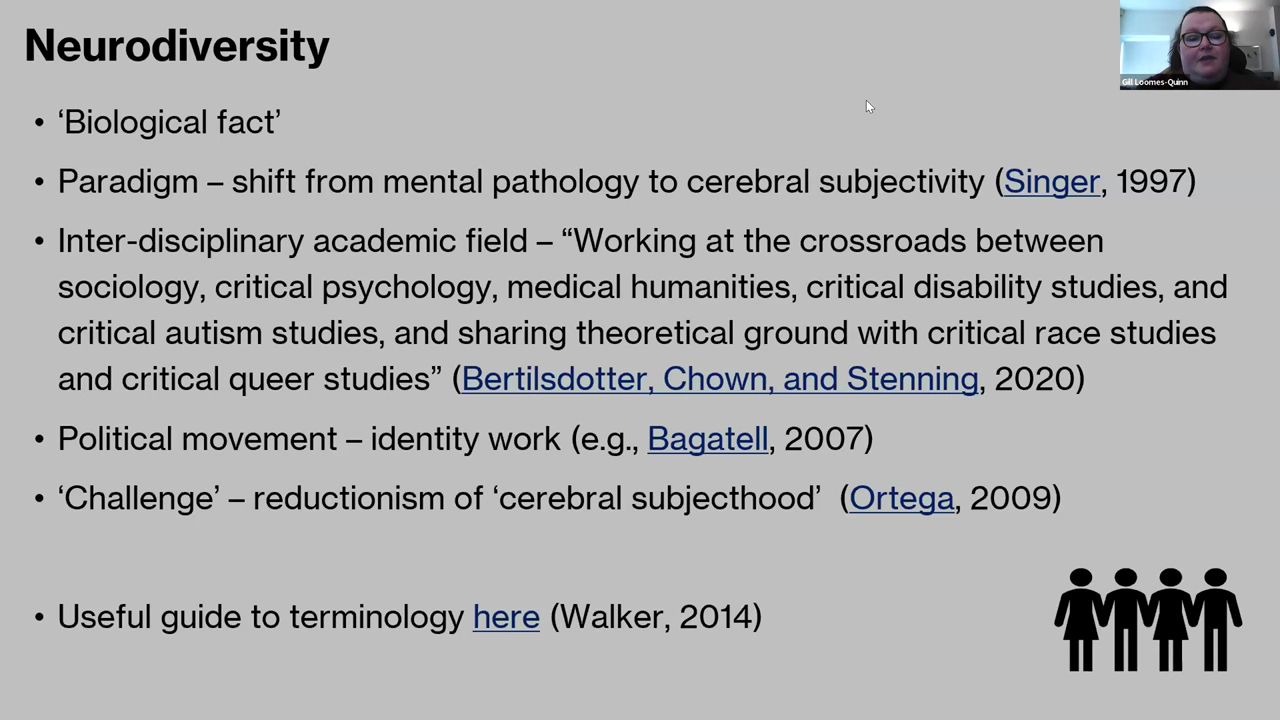 Neurodiversity
Gill Loomes-Quinn
• ‘Biological fact’
• Paradigm – shift from mental pathology to cerebral subjectivity (Singer, 1997)
• Inter-disciplinary academic field – “Working at the crossroads between
sociology, critical psychology, medical humanities, critical disability studies, and
critical autism studies, and sharing theoretical ground with critical race studies
and critical queer studies” (Bertilsdotter, Chown, and Stenning, 2020)
• Political movement – identity work (e.g., Bagatell, 2007)
• ‘Challenge’ – reductionism of ‘cerebral subjecthood’ (Ortega, 2009)
• Useful guide to terminology here (Walker, 2014)